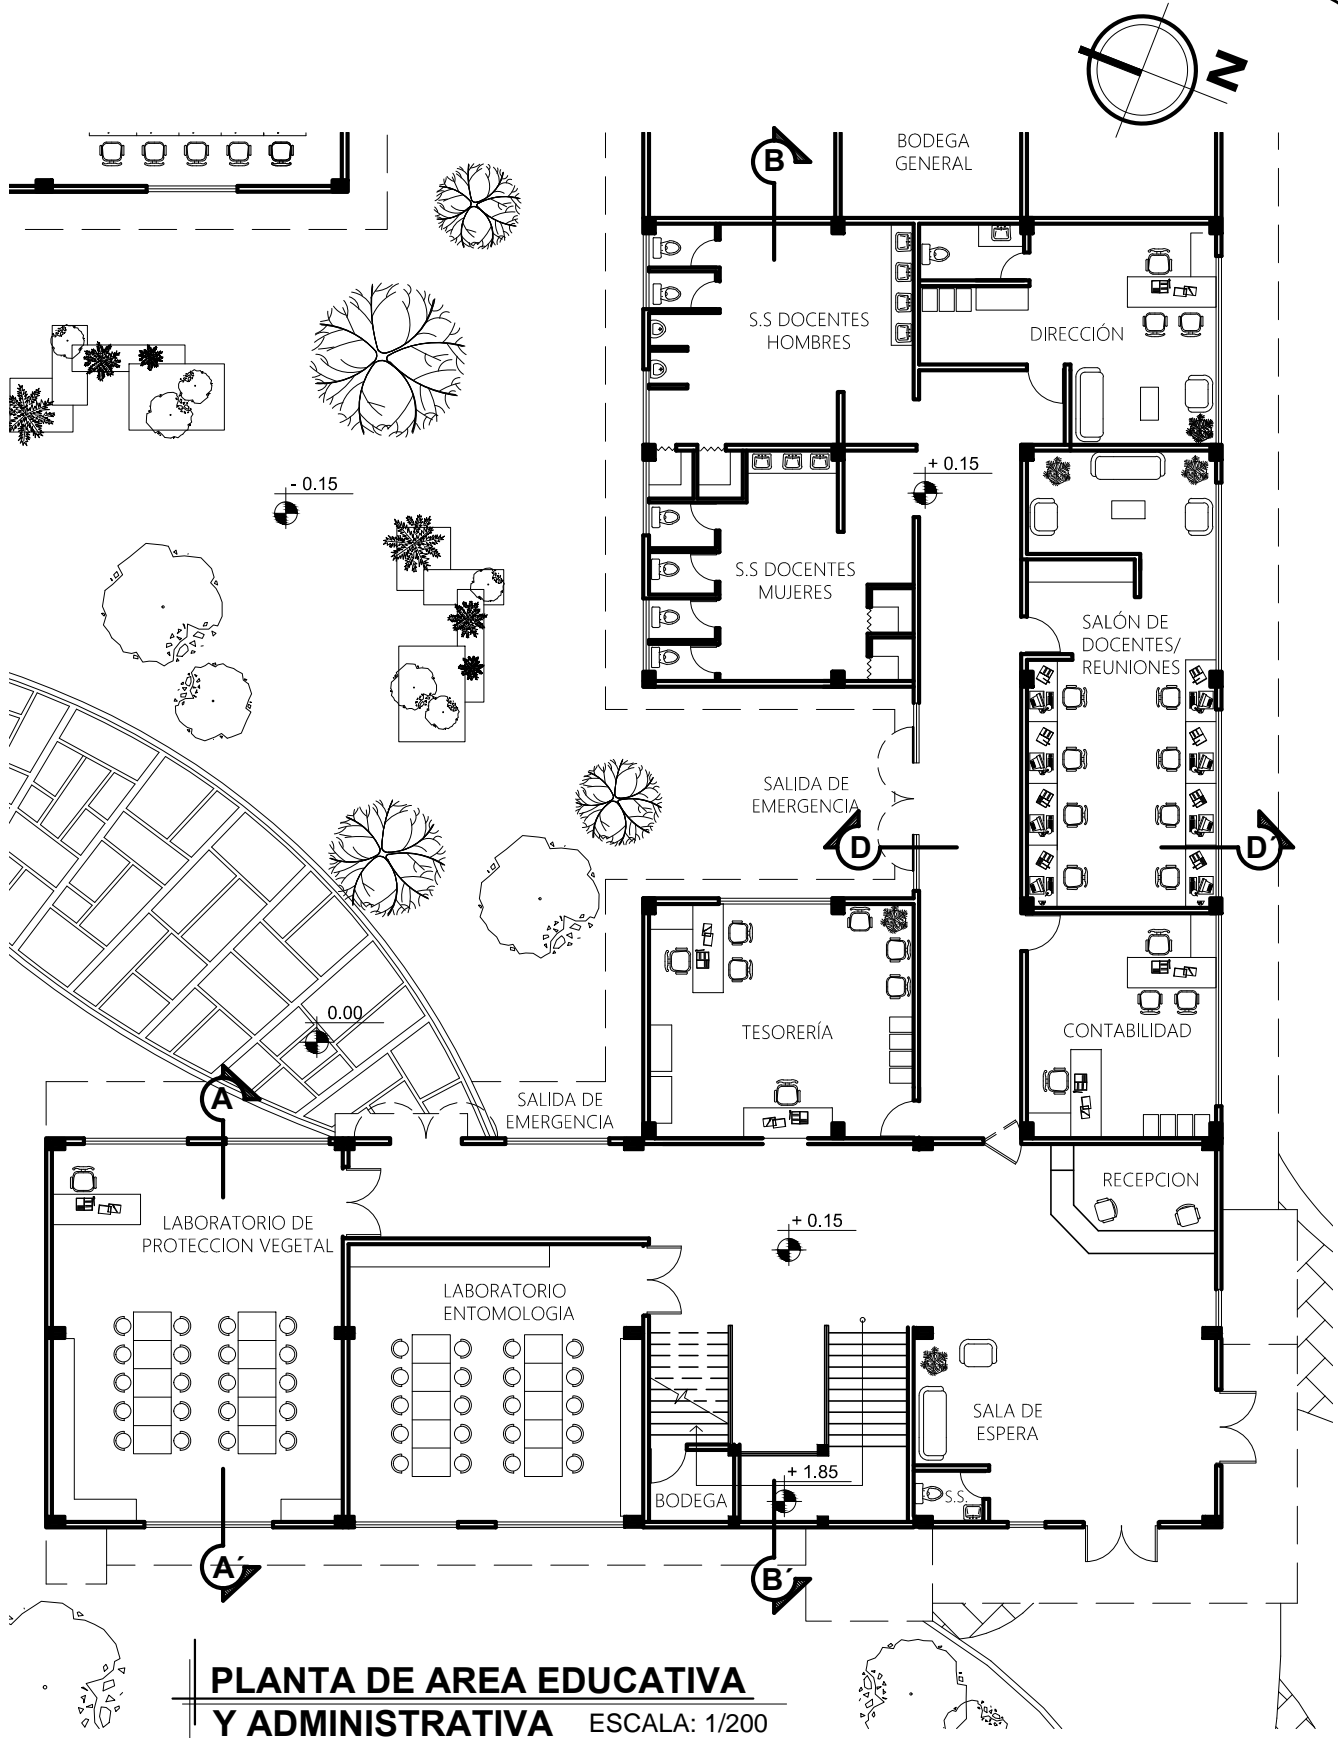 N
B
BODEGA
GENERAL
S.S DOCENTES
HOMBRES
DIRECCIÓN
- 0.15
+ 0.15
S.S DOCENTES
MUJERES
SALÓN DE
DOCENTES/
REUNIONES
SALIDA DE
EMERGENCIA
D
D´
0.00
TESORERÍA
CONTABILIDAD
A
SALIDA DE
EMERGENCIA
RECEPCION
LABORATORIO DE
PROTECCION VEGETAL
+ 0.15
LABORATORIO
ENTOMOLOGIA
SALA DE
ESPERA
+ 1.85
BODEGA
S.S.
A´
B´
PLANTA DE AREA EDUCATIVA
Y ADMINISTRATIVA ESCALA: 1/200